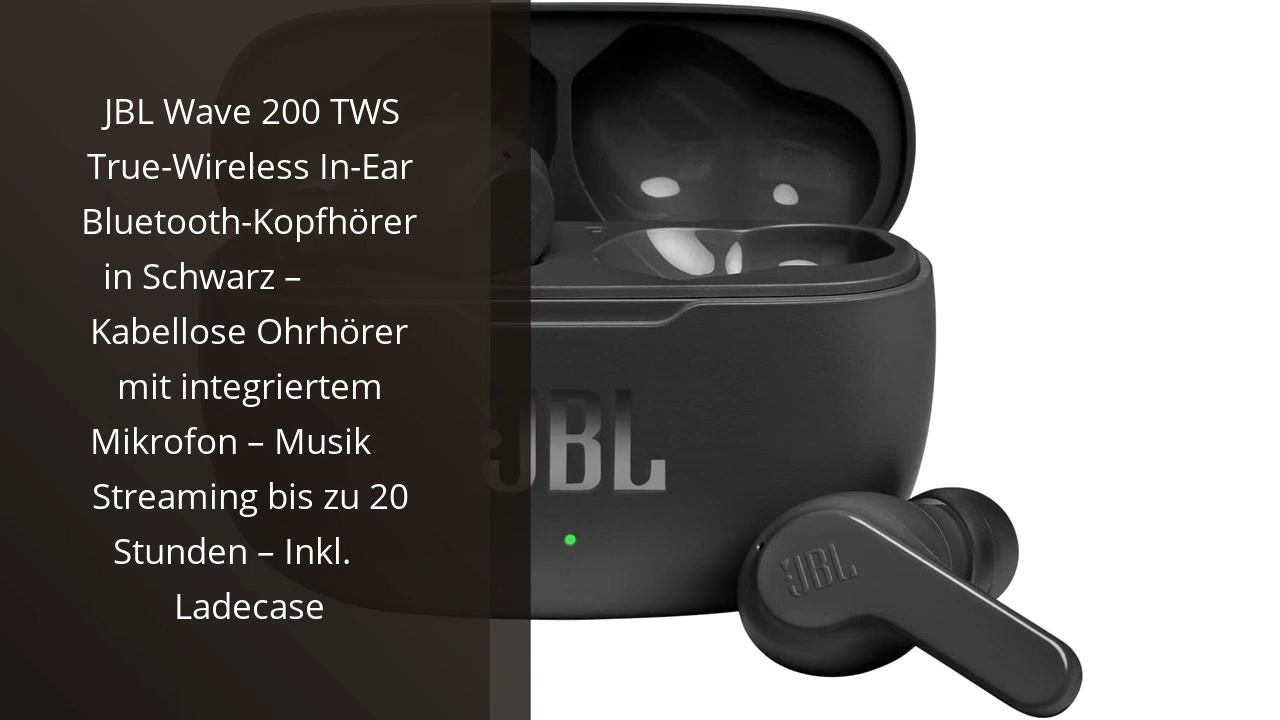 JBL Wave 200 TWS
True-Wireless In-Ear
Bluetooth-Kopfhörer
in Schwarz –
Kabellose Ohrhörer
mit integriertem
Mikrofon – Musik
Streaming bis zu 20
Stunden – Inkl.
Ladecase
JBL
JBL